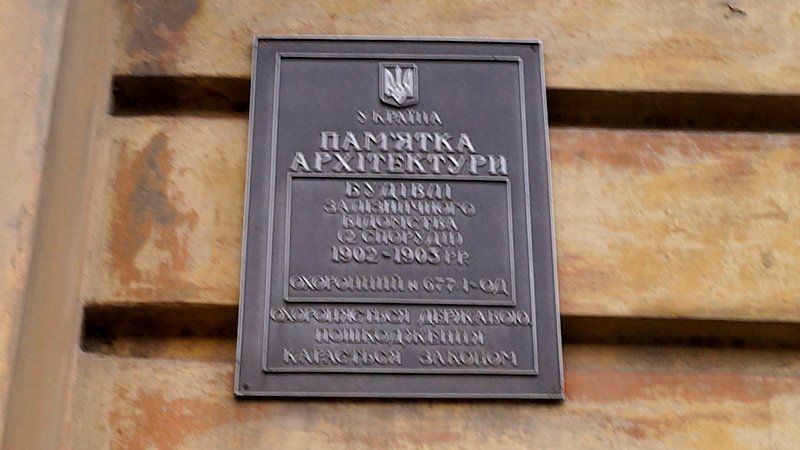 УКРАЇНА
ПАМ'ЯТКА
АРХІТЕКТУРИ
БУДІВЛІ
ЗАЛІЗНИЧНОГО
ВІДОМСТВА
(2 СПОРУДИ)
1902-1903 РР.
ОХОРОННИЙ № 677/1-ОД
ОХОРОНЯЄТЬСЯ ДЕРЖАВОЮ,
ПОШКОДЖЕННЯ
КАРАЄТЬСЯ ЗАКОНОМ